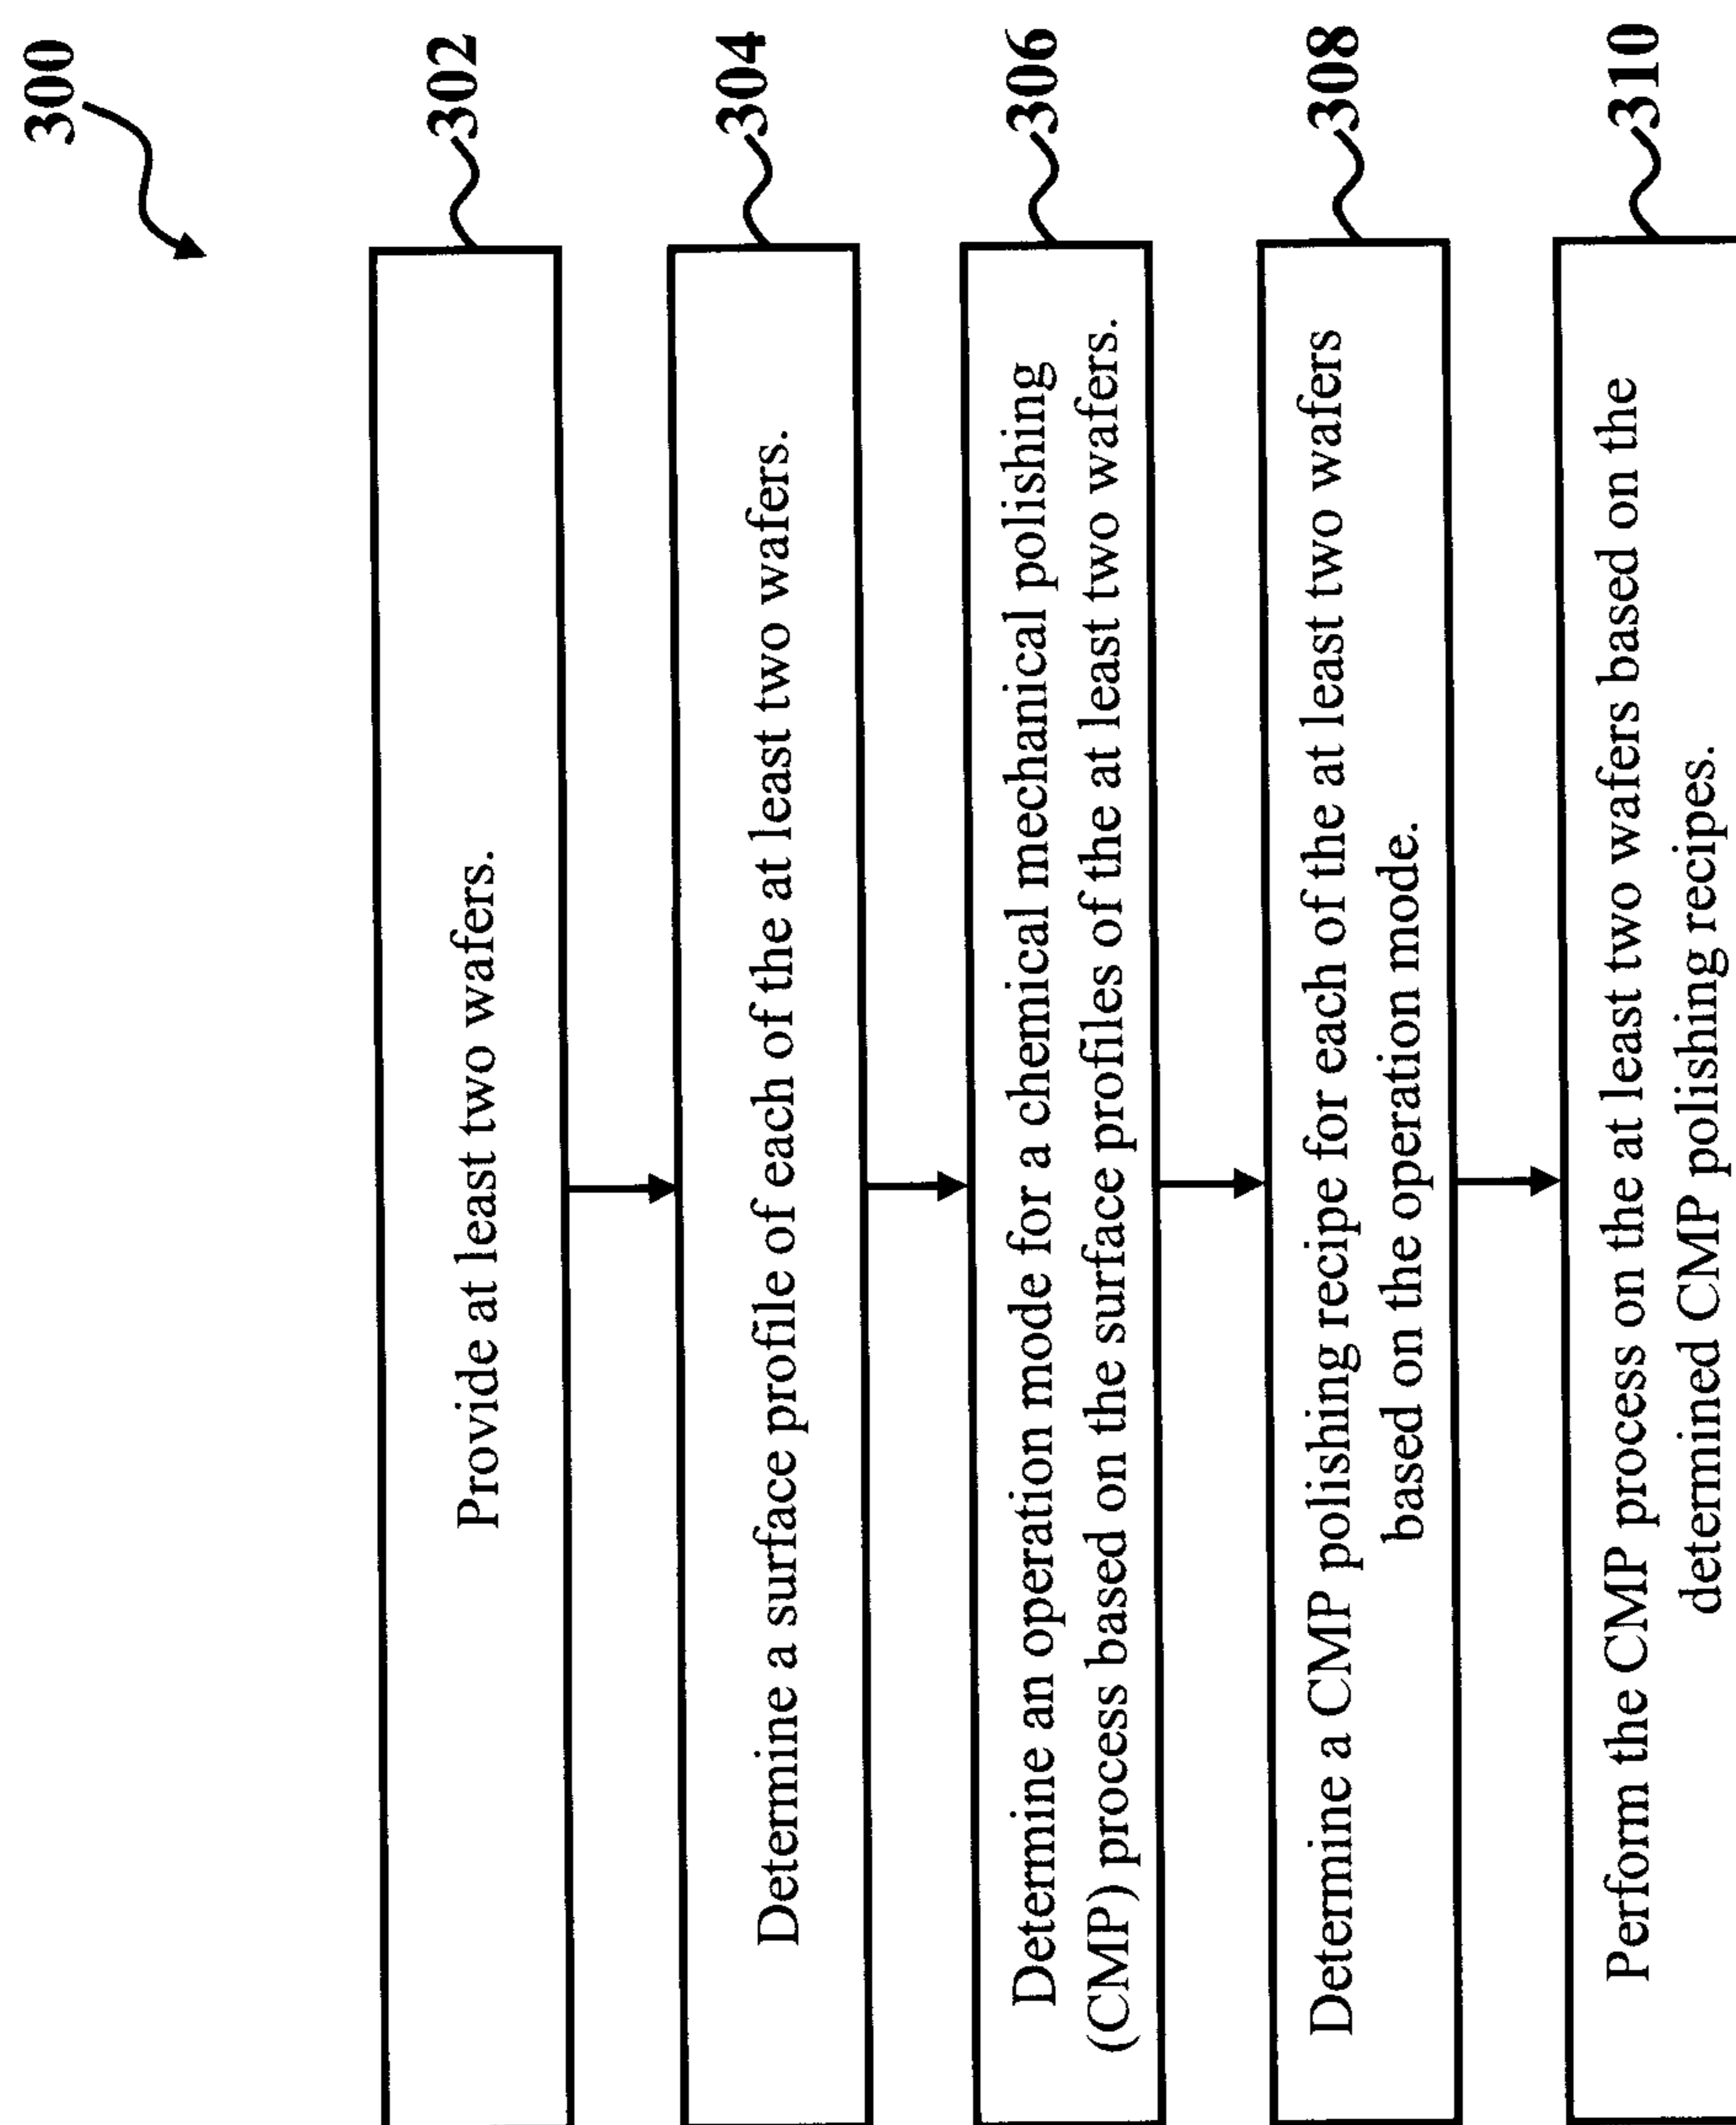 300
302
Provide at least two wafers.
304
Determine a surface profile of each of the at least two wafers.
306
Determine an operation mode for a chemical mechanical polishing
(CMP) process based on the surface profiles of the at least two wafers.
308
Determine a CMP polishing recipe for each of the at least two wafers
based on the operation mode.
310
Perform the CMP process on the at least two wafers based on the
determined CMP polishing recipes.